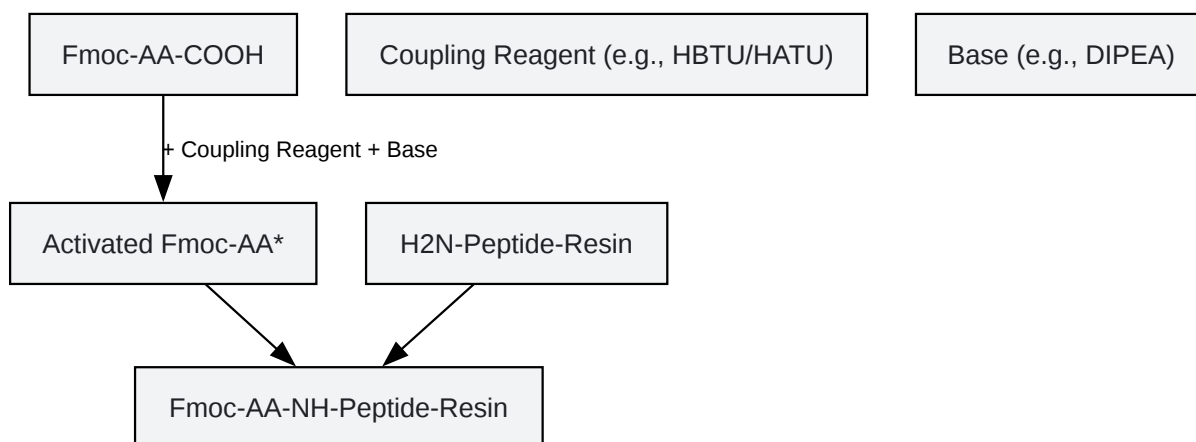 Fmoc-AA-COOH
Coupling Reagent (e.g., HBTU/HATU)
Base (e.g., DIPEA)
+ Coupling Reagent + Base
Activated Fmoc-AA*
H2N-Peptide-Resin
Fmoc-AA-NH-Peptide-Resin